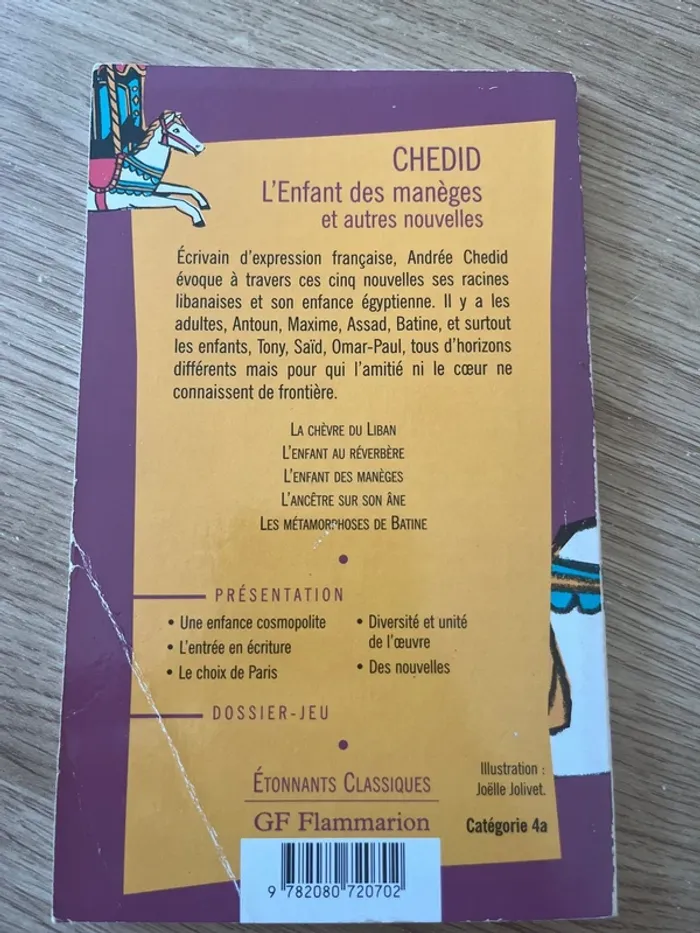 CHEDID
L'Enfant des manèges
et autres nouvelles
Écrivain d'expression française, Andrée Chedid
évoque à travers ces cinq nouvelles ses racines
libanaises et son enfance égyptienne. Il y a les
adultes, Antoun, Maxime, Assad, Batine, et surtout
les enfants, Tony, Saïd, Omar-Paul, tous d'horizons
différents mais pour qui l'amitié ni le cœur ne
connaissent de frontière.
LA CHÈVRE DU LIBAN
L'ENFANT AU RÉVERBÈRE
L'ENFANT DES MANÈGES
L'ANCÊTRE SUR SON ÂNE
LES MÉTAMORPHOSES DE BATINE
PRÉSENTATION
• Une enfance cosmopolite
• L'entrée en écriture
• Le choix de Paris
• Diversité et unité
de l'œuvre
• Des nouvelles
DOSSIER-JEU
ÉTONNANTS CLASSIQUES
GF Flammarion
Illustration :
Joëlle Jolivet.
Catégorie 4a
9 782080 720702